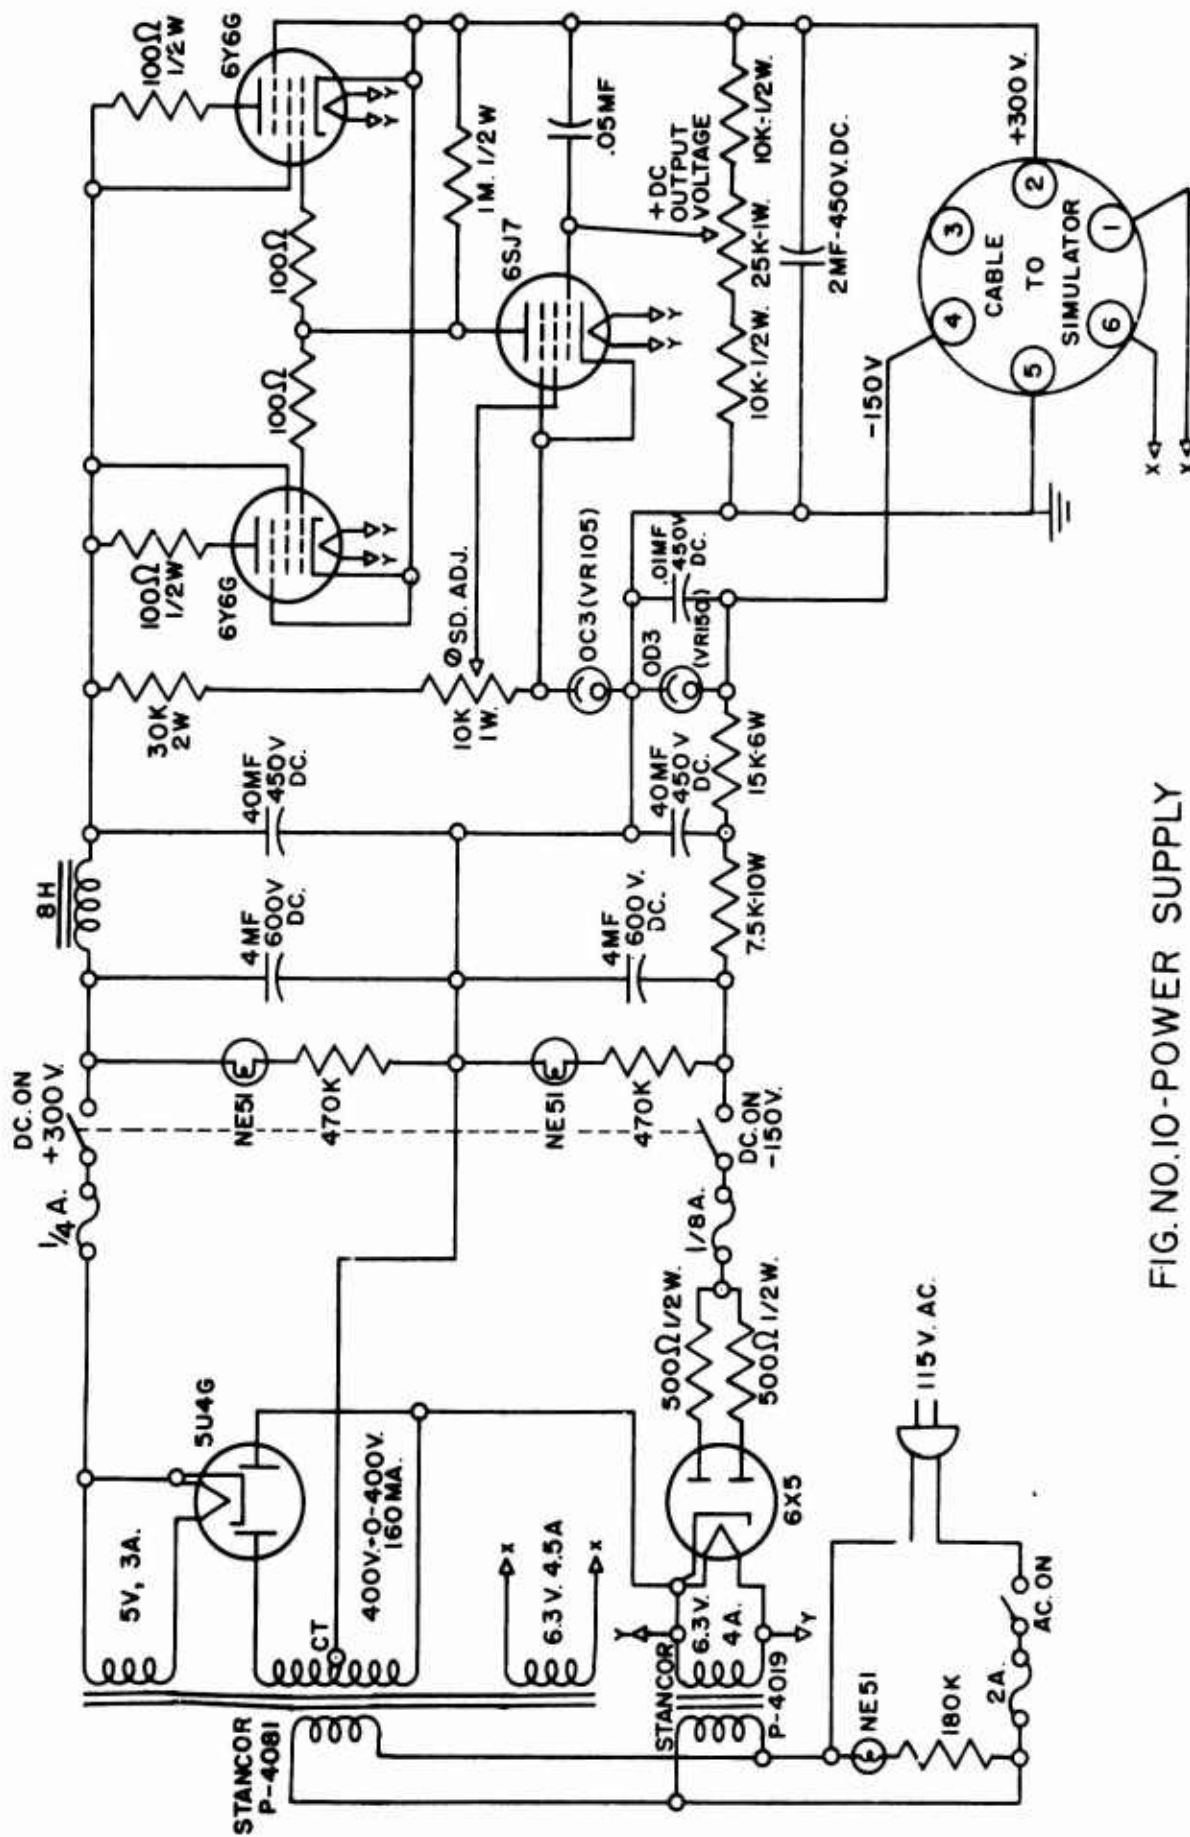 STANCOR
P-4081
5V, 3A.
5U4G
CT
400V.-0-400V.
160MA.
6.3V. 4.5A
X
X
STANCOR
P-4019
6.3V.
4A.
Y
Y
6X5
500Ω 1/2W.
500Ω 1/2W.
1/8A.
NE51
180K
2A.
AC. ON
115V. AC.
1/4A.
DC. ON
+300V.
NE51
470K
NE51
470K
DC. ON
-150V.
8H
4MF
600V
DC.
4MF
600V.
DC.
7.5K-10W
40MF
450V
DC.
40MF
450V
DC.
15K-6W
30K
2W
10K
1W.
ØSD. ADJ.
OC3(VR105)
OD3
(VR150)
.01MF
450V
DC.
100Ω
1/2W
6Y6G
Y
Y
100Ω
100Ω
100Ω
1/2W
6Y6G
Y
Y
1M. 1/2W
6SJ7
Y
Y
.05MF
+DC
OUTPUT
VOLTAGE
10K-1/2W.
25K-1W.
10K-1/2W.
2MF-450V.DC.
-150V
+300V.
CABLE
TO
SIMULATOR
1
2
3
4
5
6
X
X
FIG. NO. 10-POWER SUPPLY